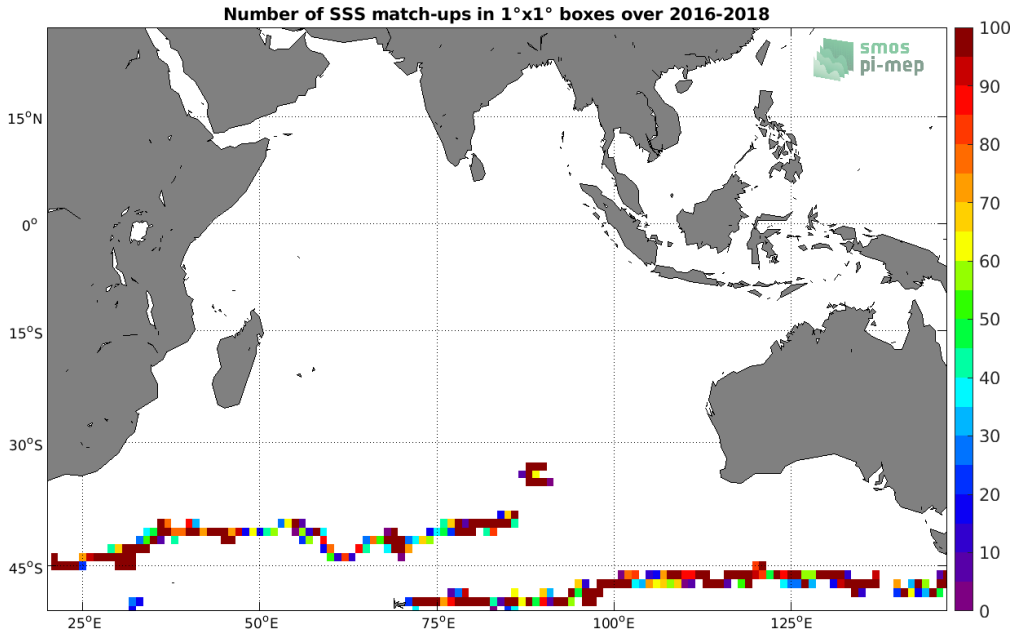 Number of SSS match-ups in 1°x1° boxes over 2016-2018
smos
pi-mep
15°N
0°
15°S
30°S
45°S
25°E
50°E
75°E
100°E
125°E
100
90
80
70
60
50
40
30
20
10
0